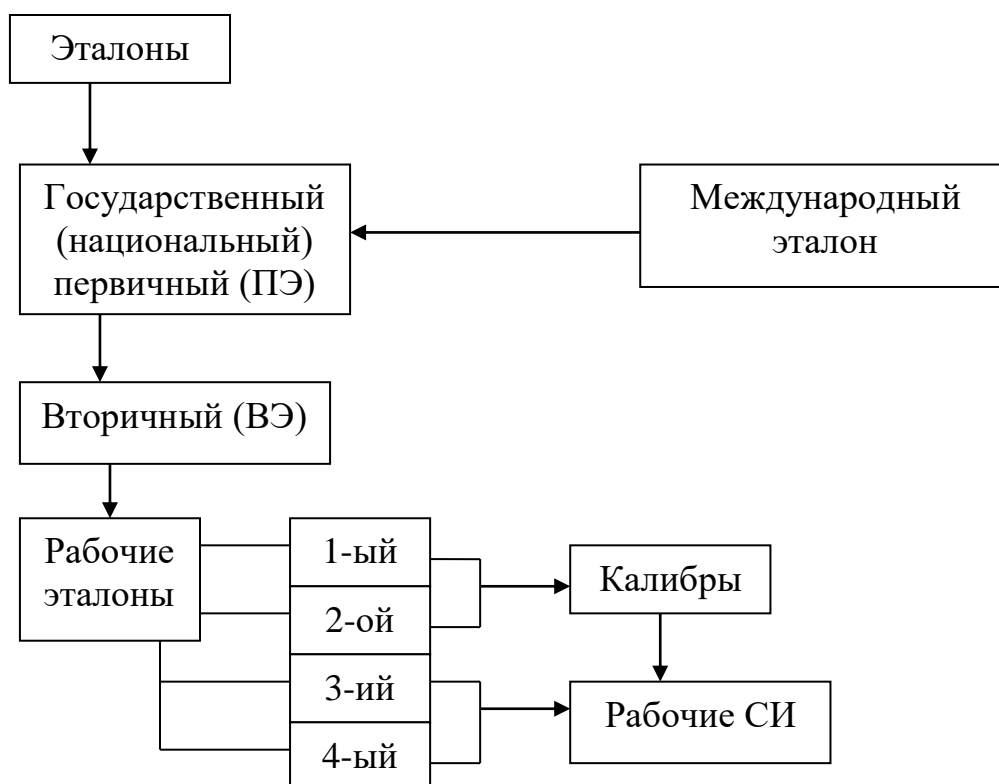 Эталоны
Государственный
(национальный)
первичный (ПЭ)
Международный
эталон
Вторичный (ВЭ)
Рабочие
эталоны
1-ый
2-ой
3-ий
4-ый
Калибры
Рабочие СИ